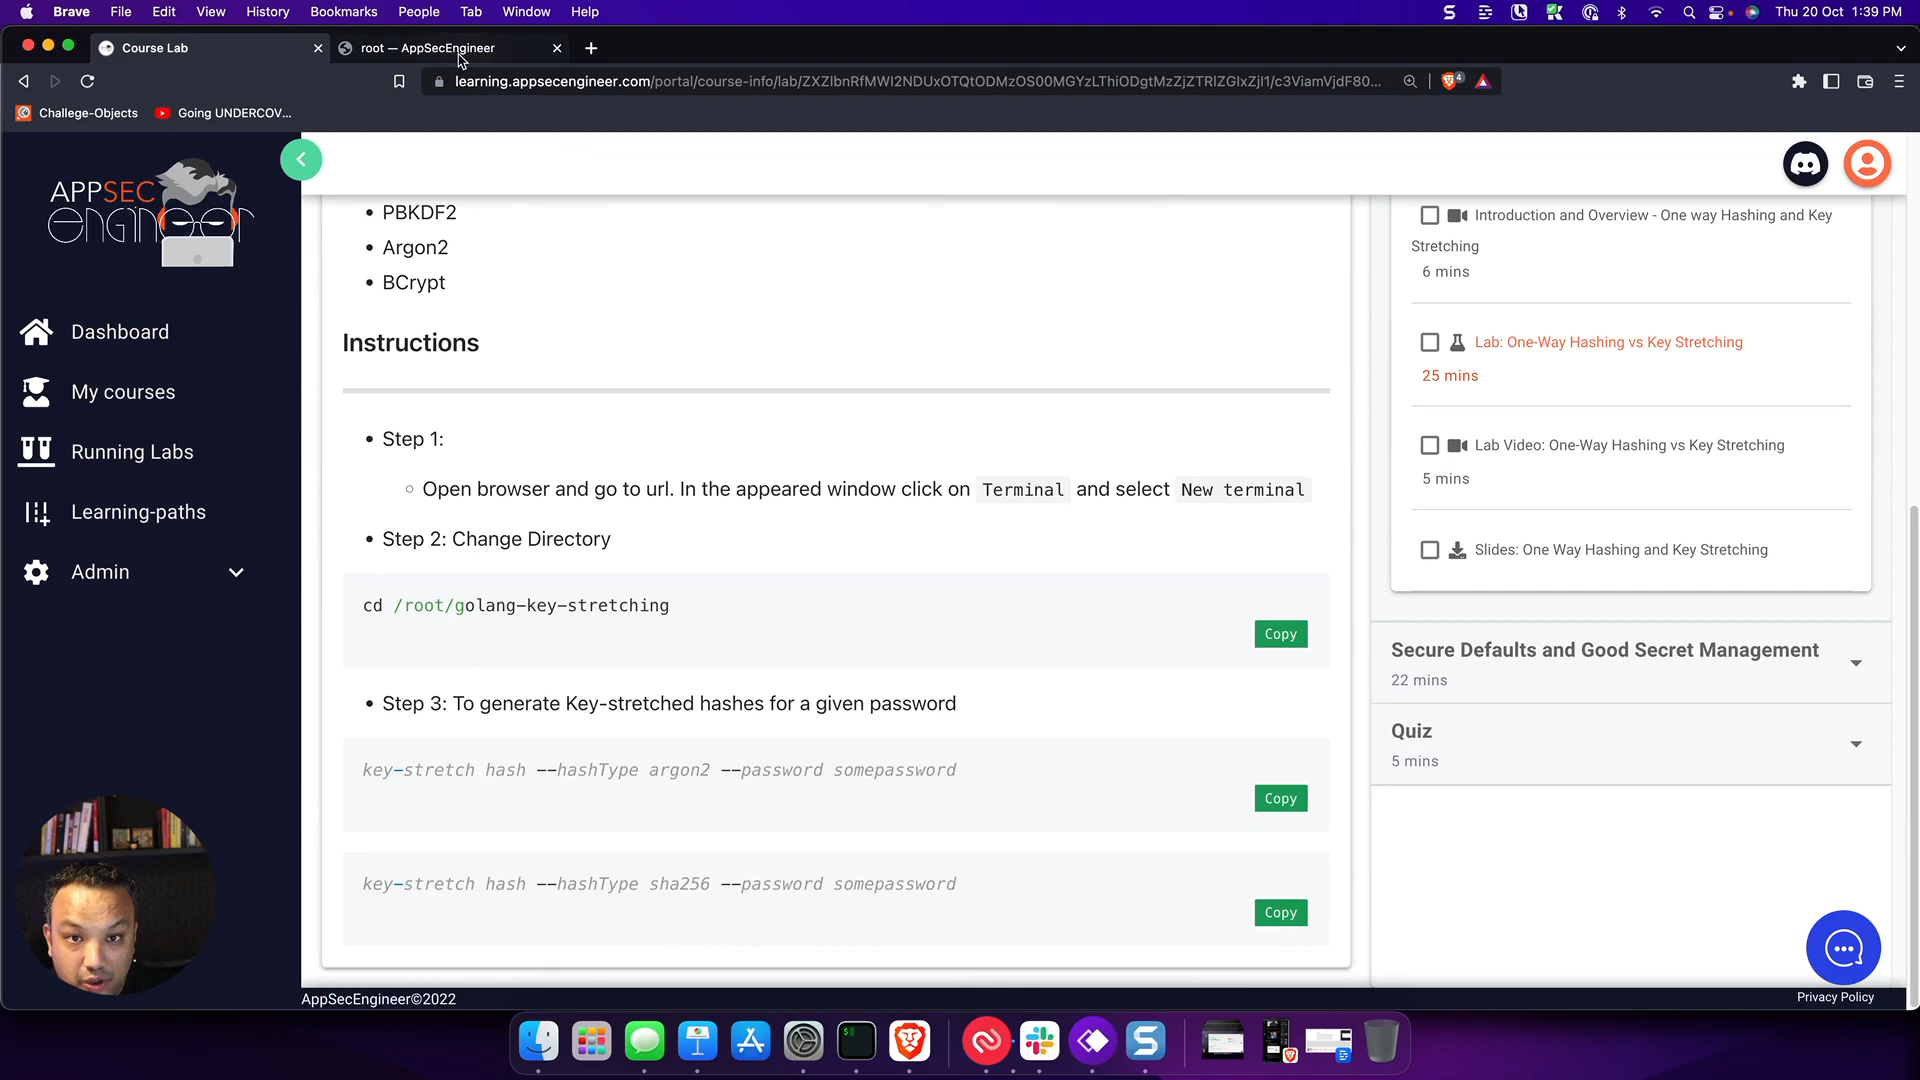 Brave File Edit View History Bookmarks People Tab Window Help
Thu 20 Oct 1:39 PM
Course Lab
root — AppSecEngineer
learning.appsecengineer.com/portal/course-info/lab/ZXZlbnRfMWI2NDUxOTQtODMzOS00MGYzLThiODgtMzZjZTRlZGIxZjl1/c3ViamVjdF80...
4
Challege-Objects
Going UNDERCOV...
APPSEC
engineer
Dashboard
My courses
Running Labs
Learning-paths
Admin
• PBKDF2
• Argon2
• BCrypt
Instructions
• Step 1:
Open browser and go to url. In the appeared window click on Terminal and select New terminal
• Step 2: Change Directory
cd /root/golang-key-stretching
Copy
• Step 3: To generate Key-stretched hashes for a given password
key-stretch hash --hashType argon2 --password somepassword
Copy
key-stretch hash --hashType sha256 --password somepassword
Copy
Introduction and Overview - One way Hashing and Key
Stretching
6 mins
Lab: One-Way Hashing vs Key Stretching
25 mins
Lab Video: One-Way Hashing vs Key Stretching
5 mins
Slides: One Way Hashing and Key Stretching
Secure Defaults and Good Secret Management
22 mins
Quiz
5 mins
AppSecEngineer©2022
Privacy Policy